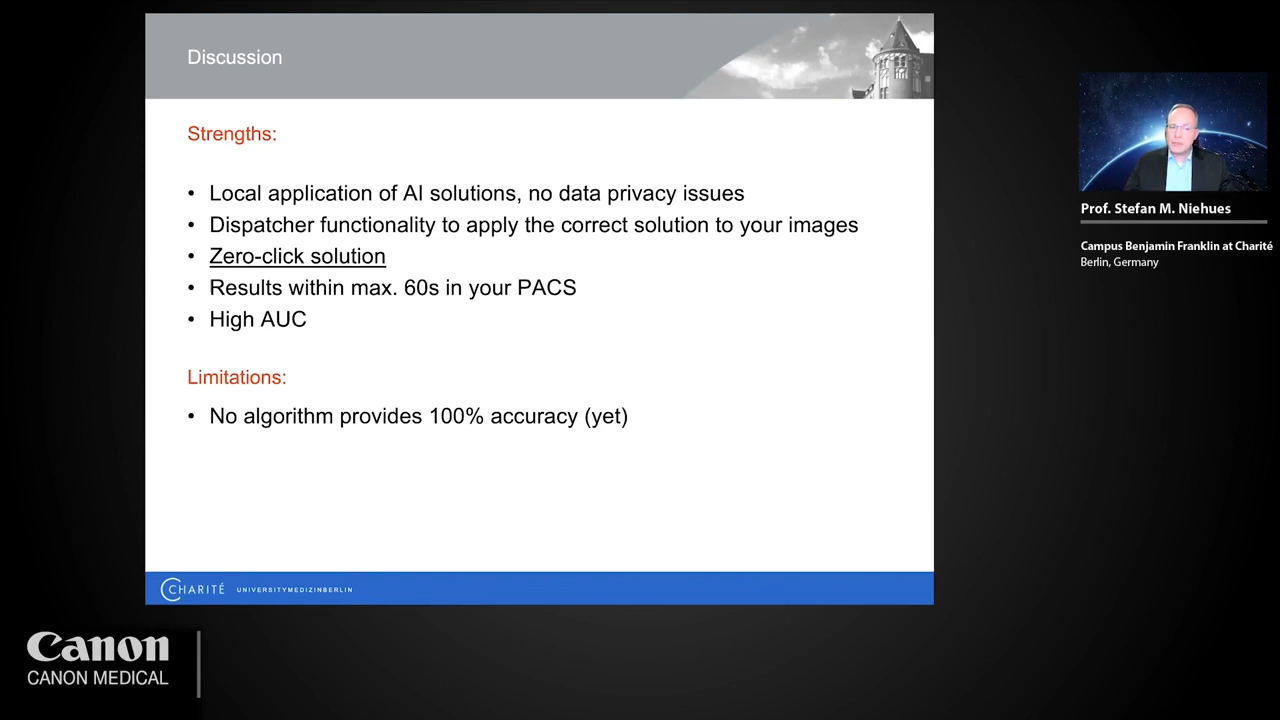 Discussion
Strengths:
• Local application of AI solutions, no data privacy issues
• Dispatcher functionality to apply the correct solution to your images
• Zero-click solution
• Results within max. 60s in your PACS
• High AUC
Limitations:
• No algorithm provides 100% accuracy (yet)
CHARITÉ UNIVERSITYMEDIZINBERLIN
Prof. Stefan M. Niehues
Campus Benjamin Franklin at Charité
Berlin, Germany
Canon
CANON MEDICAL